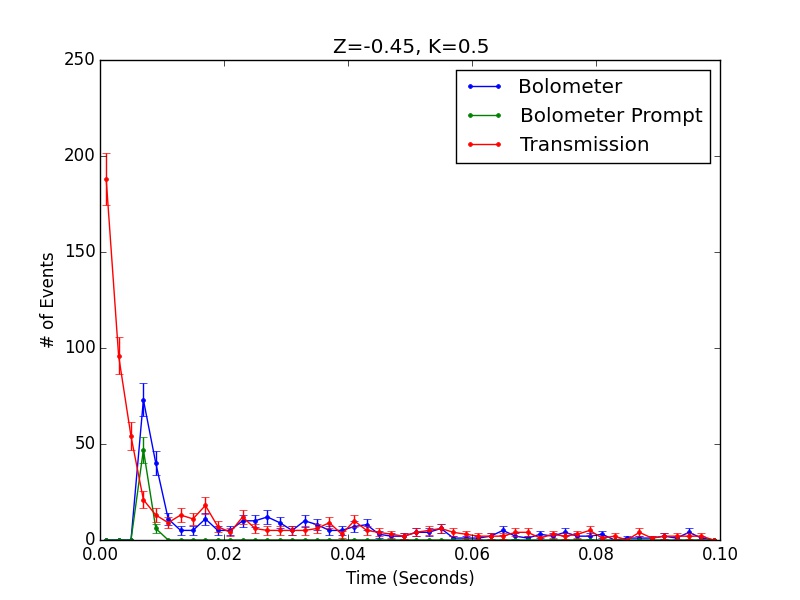 Z=-0.45, K=0.5
250
200
150
100
50
0
# of Events
Bolometer
Bolometer Prompt
Transmission
0.00 0.02 0.04 0.06 0.08 0.10
Time (Seconds)